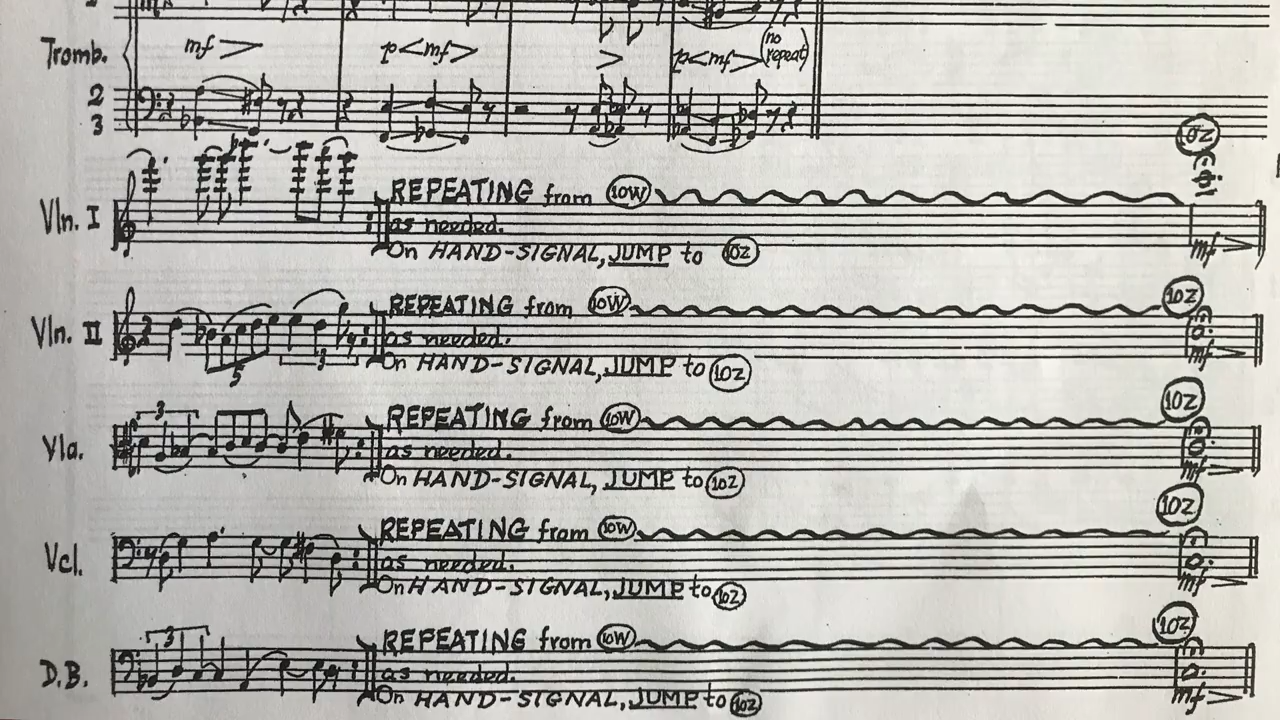 Tromb.
mf
p mf
p mf
(no
repeat)
2
3
10Z
Vln. I
REPEATING from 10W
as needed.
On HAND-SIGNAL, JUMP to 10Z
mf
10Z
Vln. II
REPEATING from 10W
as needed.
On HAND-SIGNAL, JUMP to 10Z
5
3
mf
10Z
Vla.
3
REPEATING from 10W
as needed.
On HAND-SIGNAL, JUMP to 10Z
mf
10Z
Vcl.
REPEATING from 10W
as needed.
On HAND-SIGNAL, JUMP to 10Z
mf
10Z
D.B.
3
REPEATING from 10W
as needed.
On HAND-SIGNAL, JUMP to 10Z
mf